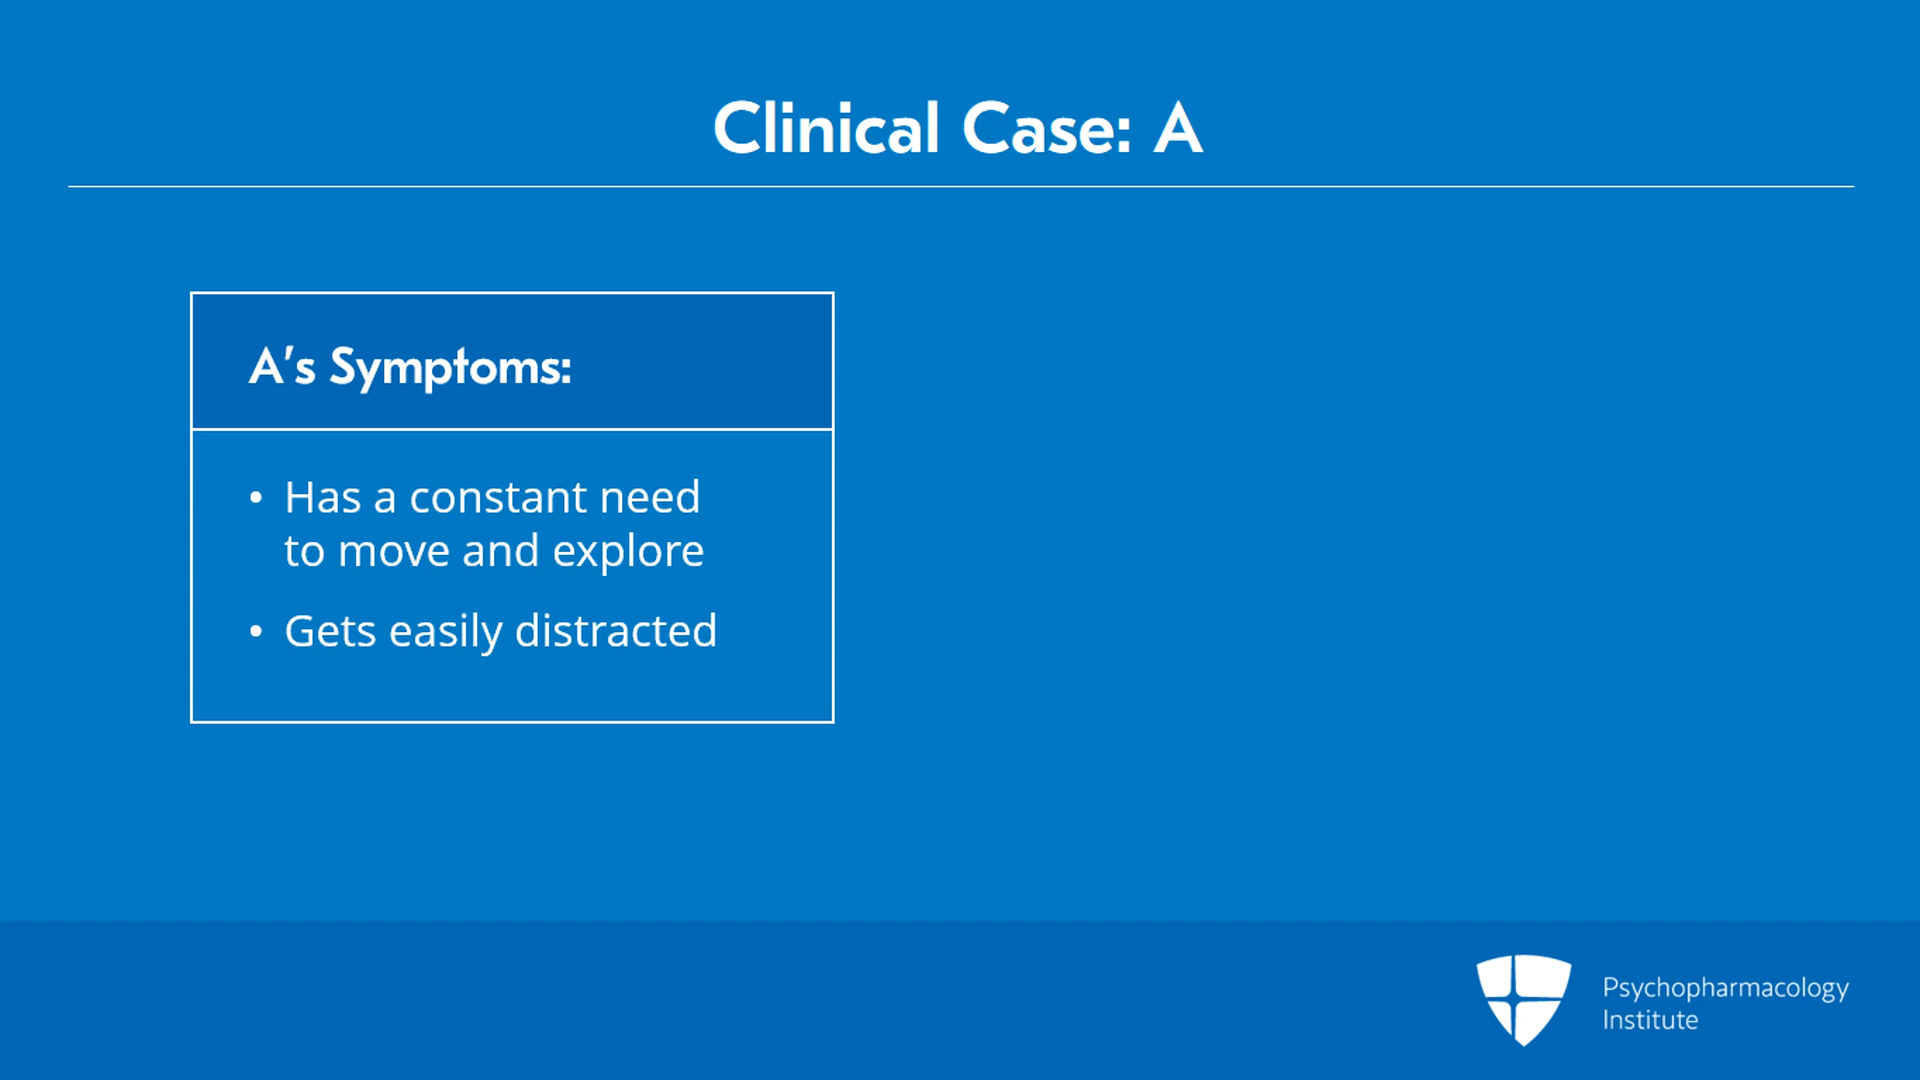 Clinical Case: A
A's Symptoms:
• Has a constant need
to move and explore
• Gets easily distracted
Psychopharmacology
Institute